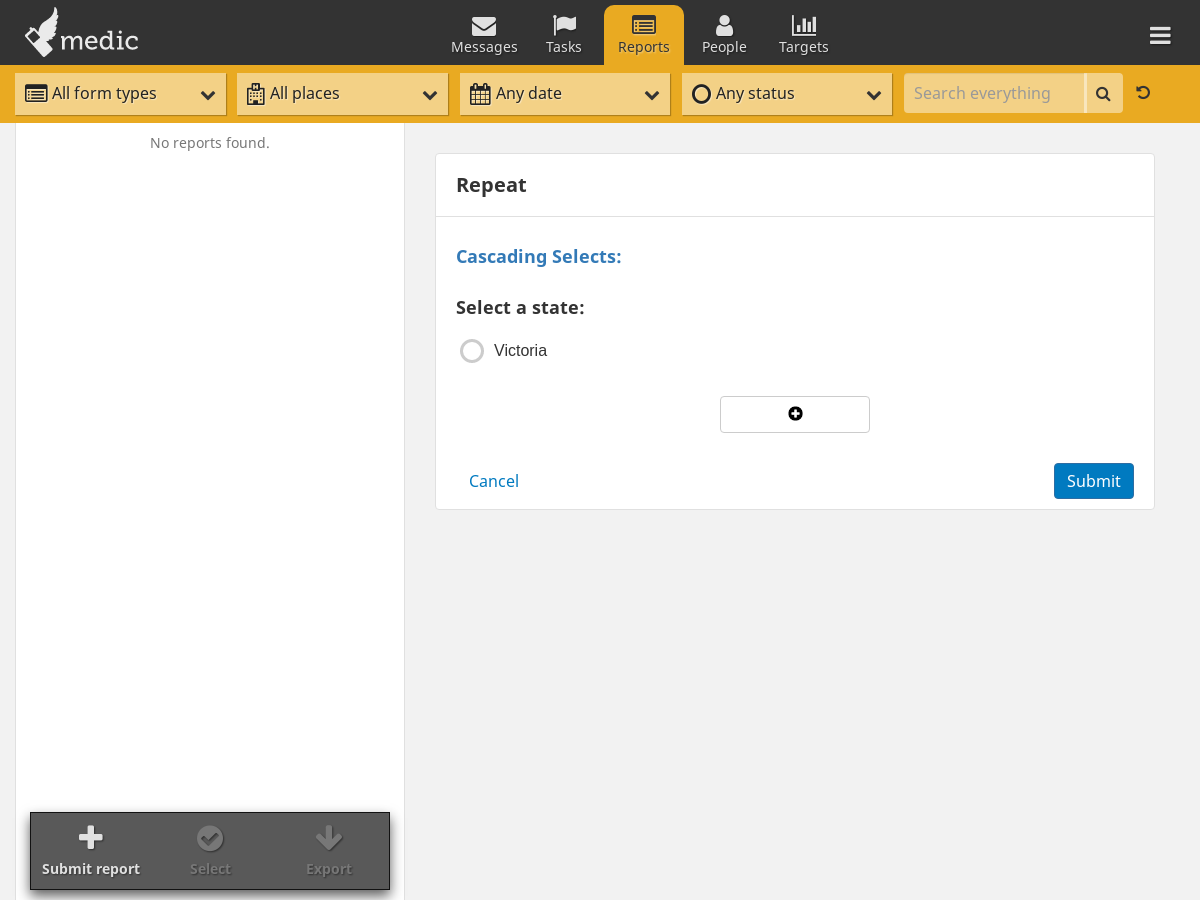 medic
Messages
Tasks
Reports
People
Targets
All form types
All places
Any date
Any status
Search everything
No reports found.
Repeat
Cascading Selects:
Select a state:
Victoria
Cancel
Submit
Submit report
Select
Export